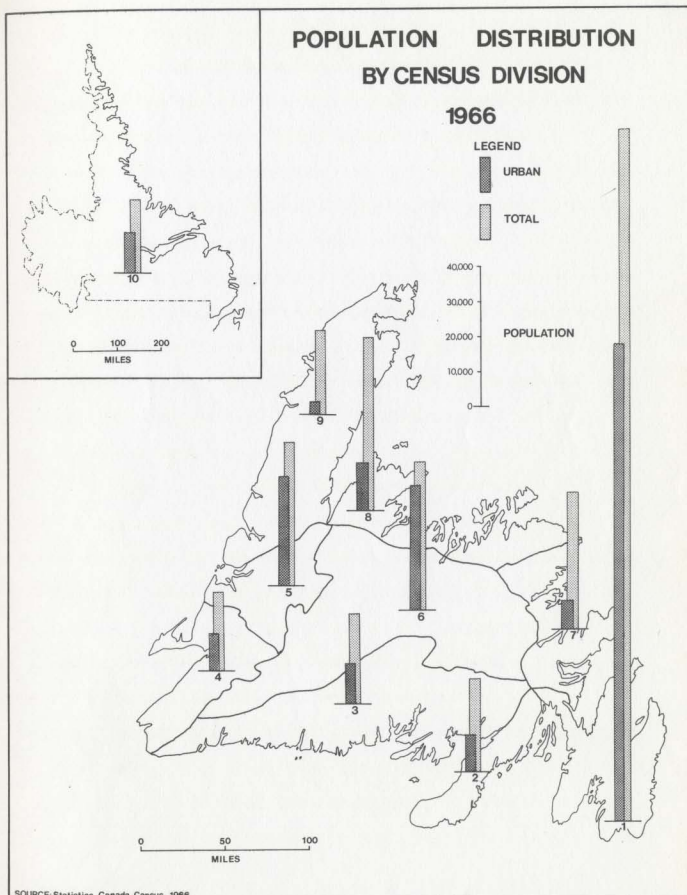 POPULATION DISTRIBUTION
BY CENSUS DIVISION
1966
LEGEND
URBAN
TOTAL
40,000
30,000
20,000
10,000
0
POPULATION
10
0 100 200
MILES
9
8
5
6
7
4
3
2
1
0 50 100
MILES
SOURCE: Statistics Canada Census, 1966